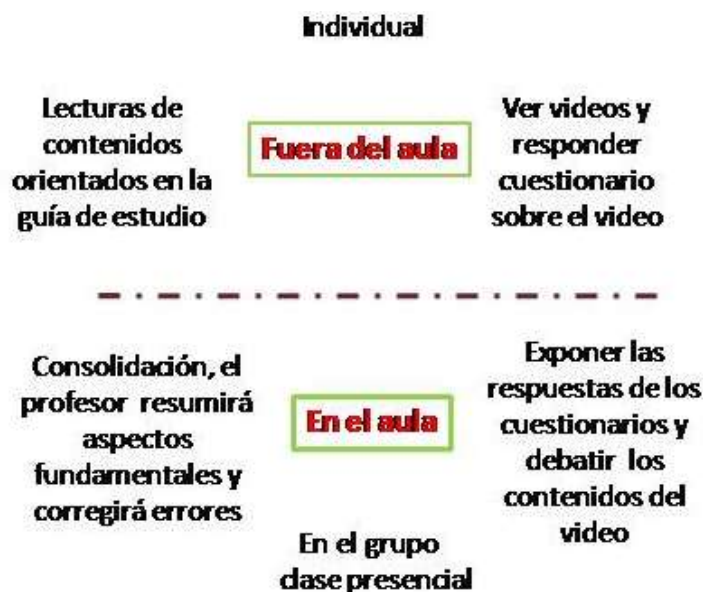 Individual
Lecturas de
contenidos
orientados en la
guía de estudio
Fuera del aula
Ver videos y
responder
cuestionario
sobre el video
Consolidación, el
profesor resumirá
aspectos
fundamentales y
corregirá errores
En el aula
Exponer las
respuestas de los
cuestionarios y
debatir los
contenidos del
video
En el grupo
clase presencial